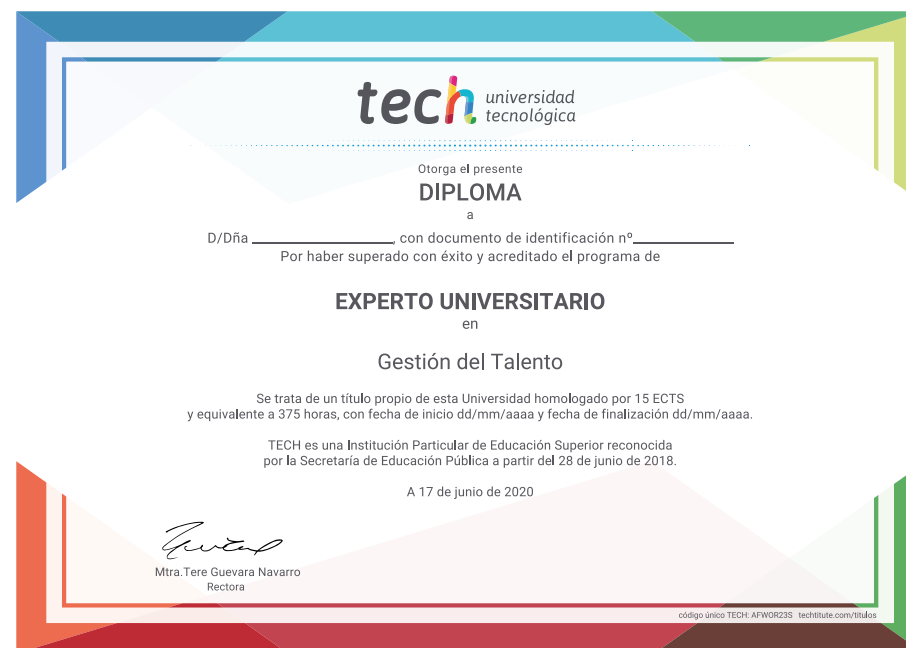 tech universidad
tecnológica
Otorga el presente
DIPLOMA
a
D/Dña ______________, con documento de identificación nº__________
Por haber superado con éxito y acreditado el programa de
EXPERTO UNIVERSITARIO
en
Gestión del Talento
Se trata de un título propio de esta Universidad homologado por 15 ECTS
y equivalente a 375 horas, con fecha de inicio dd/mm/aaaa y fecha de finalización dd/mm/aaaa.
TECH es una Institución Particular de Educación Superior reconocida
por la Secretaría de Educación Pública a partir del 28 de junio de 2018.
A 17 de junio de 2020
Mtra.Tere Guevara Navarro
Rectora
código único TECH: AFWOR23S techtitute.com/titulos